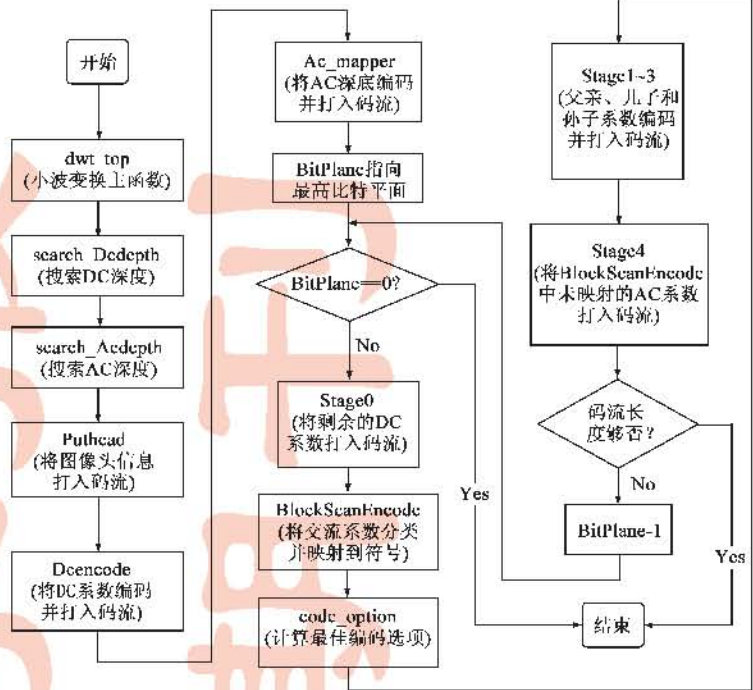 开始
dwt_top
(小波变换主函数)
search_Dcdepth
(搜索DC深度)
search_Acdepth
(搜索AC深度)
Puthead
(将图像头信息
打入码流)
Dcencode
(将DC系数编码
并打入码流)
Ac_mapper
(将AC深底编码
并打入码流)
BitPlane指向
最高比特平面
BitPlane==0?
No
Yes
Stage0
(将剩余的DC
系数打入码流)
BlockScanEncode
(将交流系数分类
并映射到符号)
code_option
(计算最佳编码选项)
Stage1~3
(父亲、儿子和
孙子系数编码
并打入码流)
Stage4
(将BlockScanEncode
中未映射的AC系数
打入码流)
码流长
度够否?
No
BitPlane-1
Yes
结束